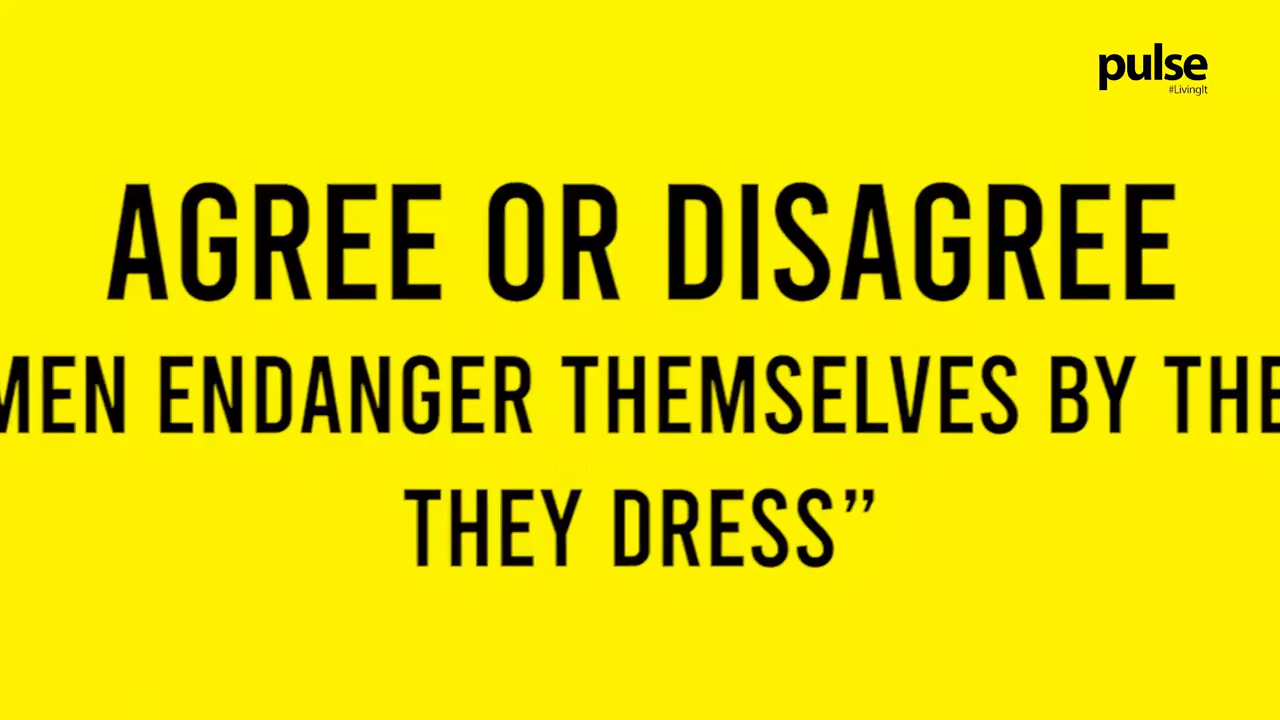 pulse
#LivingIt
AGREE OR DISAGREE
MEN ENDANGER THEMSELVES BY THE
THEY DRESS”